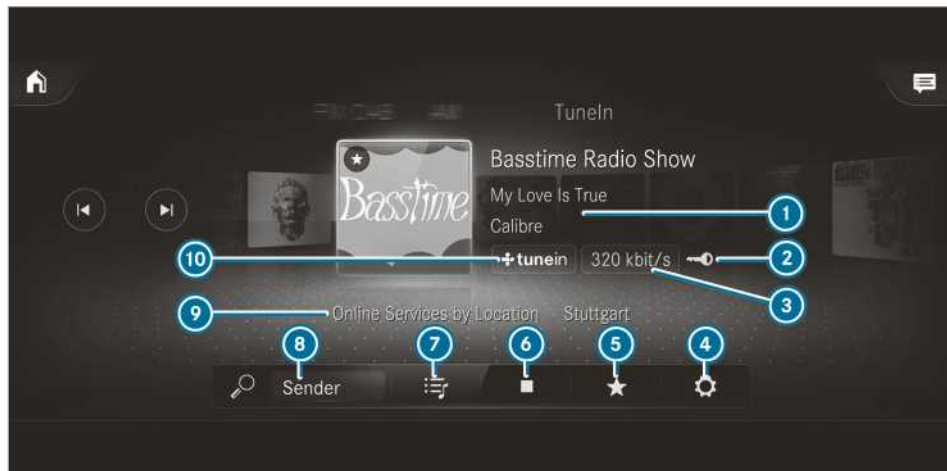 TuneIn
Basstime Radio Show
Basstime
My Love Is True
1
Calibre
10
tunein
320 kbit/s
2
3
9
Online Services by Location
Stuttgart
8
7
6
5
4
Sender